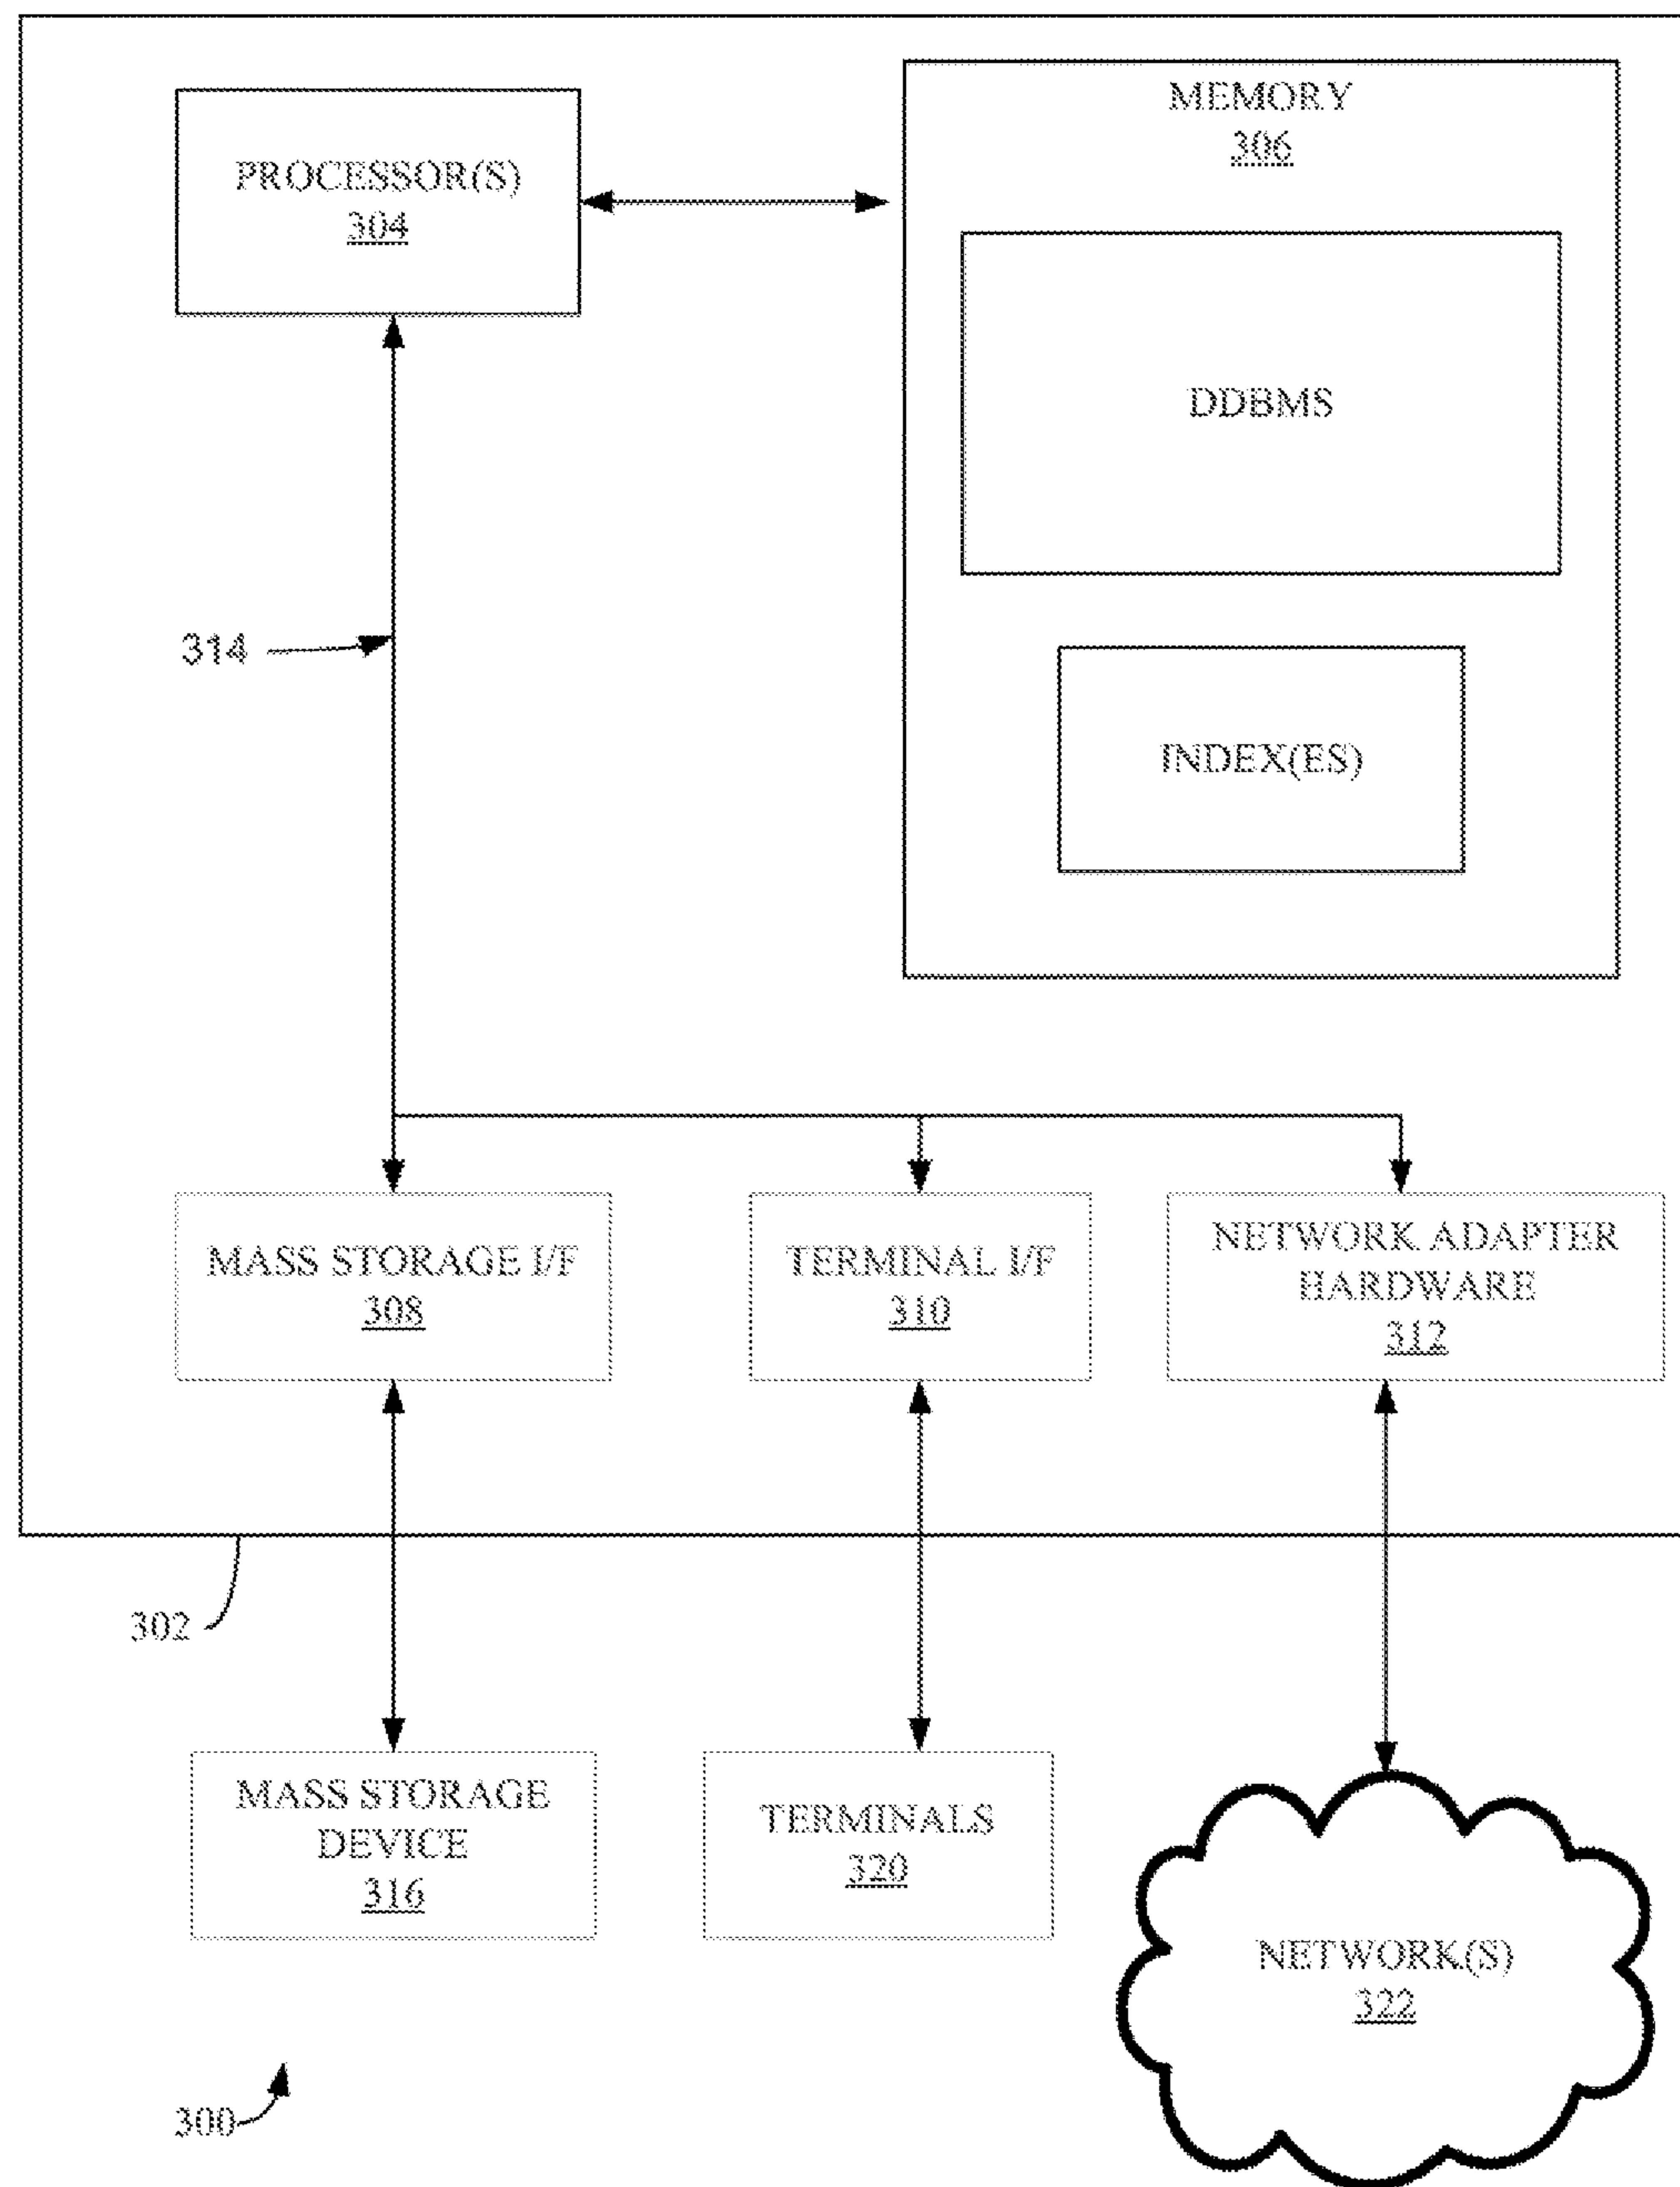 MEMORY
306
PROCESSOR(S)
304
DDBMS
314
INDEX(ES)
MASS STORAGE I/F
308
TERMINAL I/F
310
NETWORK ADAPTER
HARDWARE
312
302
MASS STORAGE
DEVICE
316
TERMINALS
320
NETWORK(S)
322
300